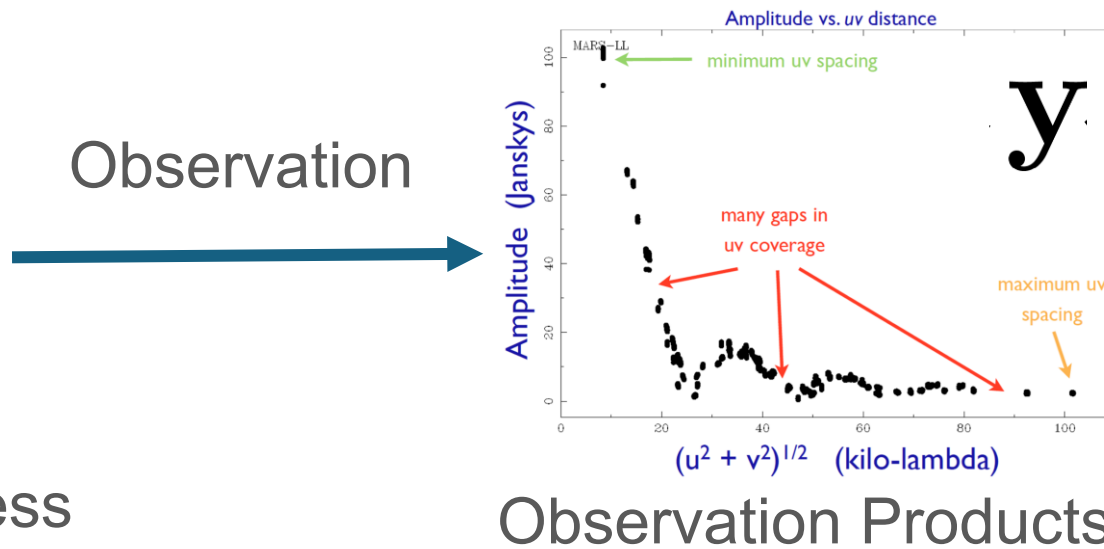 Observation
Amplitude vs. uv distance
MARS-LL
minimum uv spacing
y
many gaps in
uv coverage
maximum uv
spacing
Amplitude (Janskys)
100
80
60
40
20
0
0 20 40 60 80 100
(u² + v²)¹/² (kilo-lambda)
ess
Observation Products